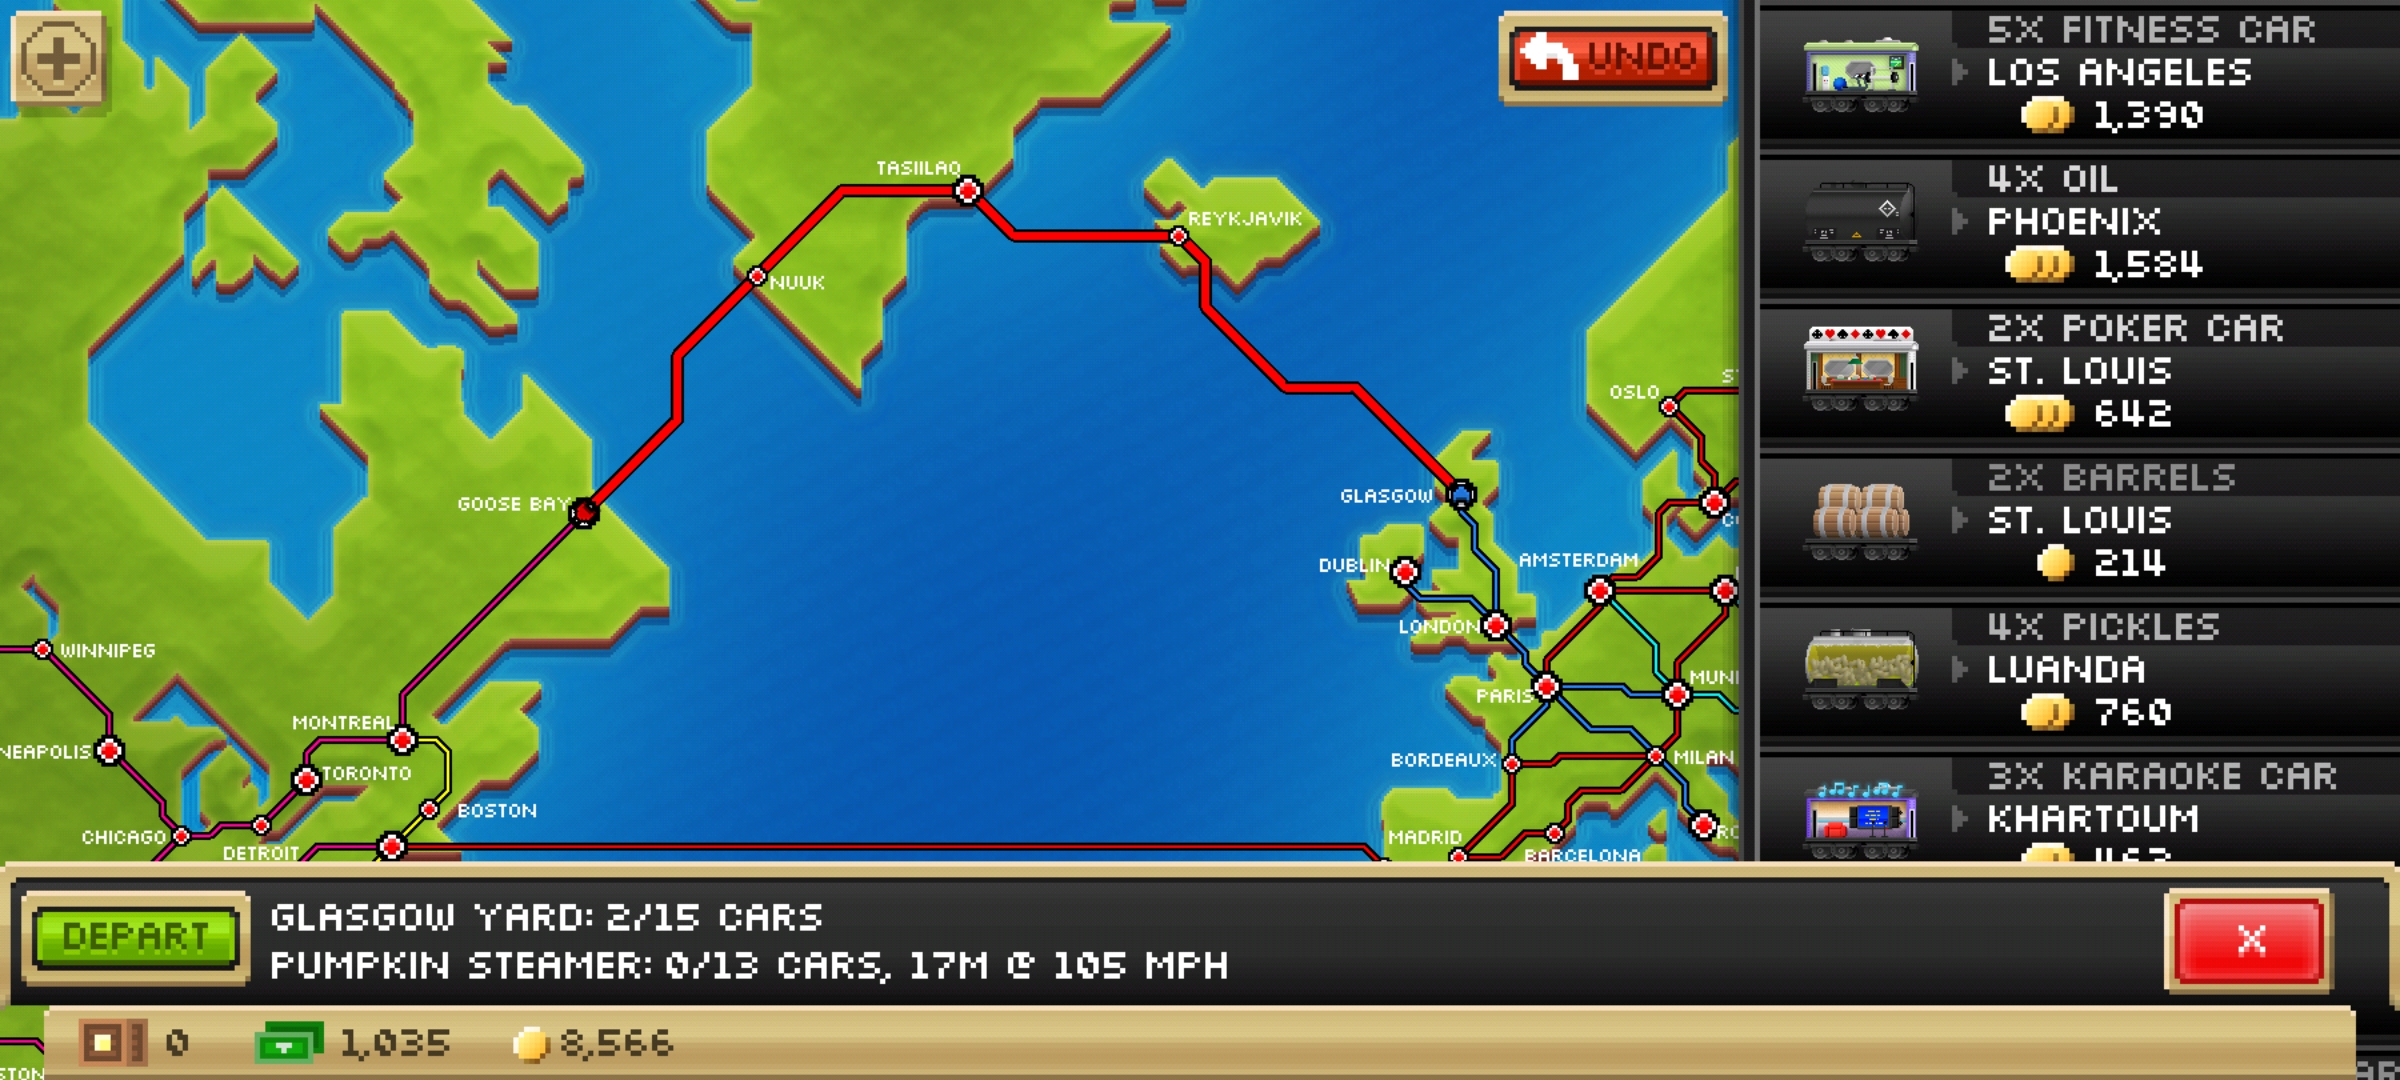 UNDO
TASIILAQ
REYKJAVIK
NUUK
OSLO
GOOSE BAY
GLASGOW
DUBLIN
AMSTERDAM
LONDON
WINNIPEG
PARIS
MUNI
MONTREAL
NEAPOLIS
TORONTO
BORDEAUX
MILAN
BOSTON
CHICAGO
MADRID
DETROIT
BARCELONA
5X FITNESS CAR
LOS ANGELES
1,390
4X OIL
PHOENIX
1,584
2X POKER CAR
ST. LOUIS
642
2X BARRELS
ST. LOUIS
214
4X PICKLES
LUANDA
760
3X KARAOKE CAR
KHARTOUM
DEPART
GLASGOW YARD: 2/15 CARS
PUMPKIN STEAMER: 0/13 CARS, 17M @ 105 MPH
X
0
1,035
8,566
STON